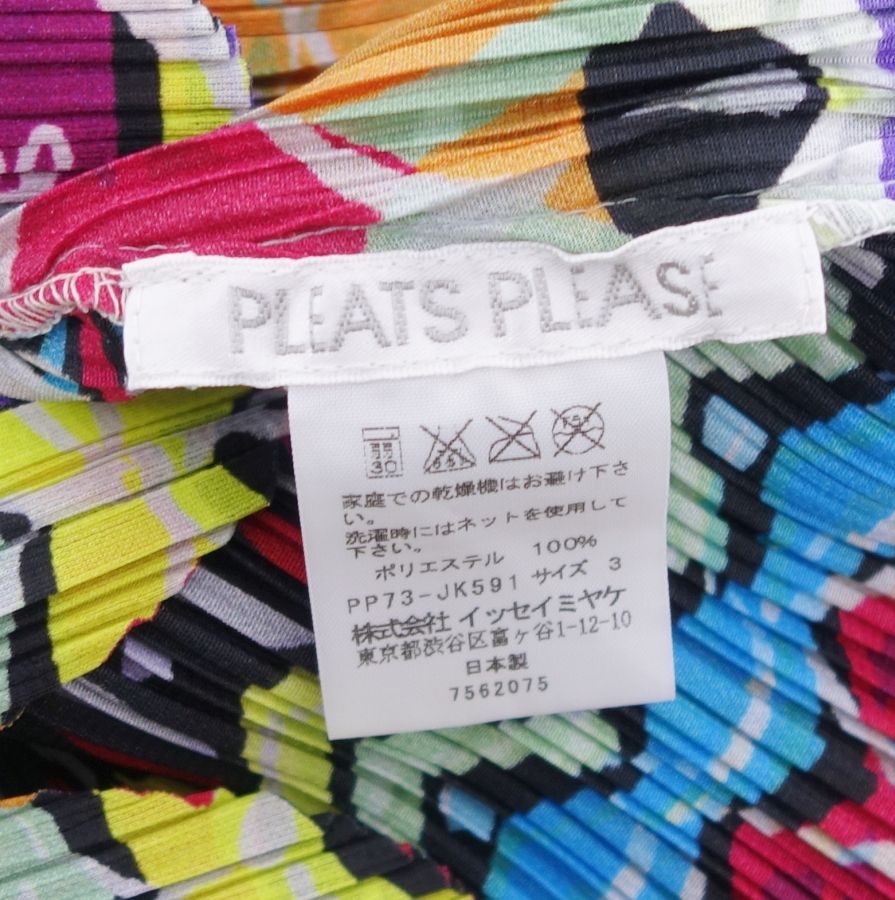 PLEATS PLEASE
30
家庭での乾燥機はお避け下さ
い。
洗濯時にはネットを使用して
下さい。
ポリエステル 100%
PP73-JK591 サイズ 3
株式会社 イッセイミヤケ
東京都渋谷区富ヶ谷1-12-10
日本製
7562075